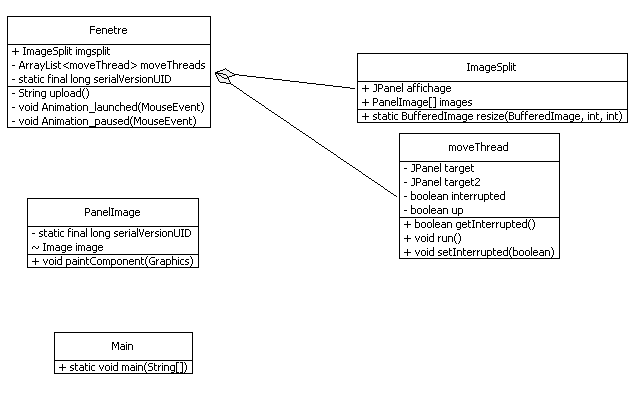 Fenetre
+ ImageSplit imgsplit
- ArrayList<moveThread> moveThreads
- static final long serialVersionUID
- String upload()
- void Animation_launched(MouseEvent)
- void Animation_paused(MouseEvent)
ImageSplit
+ JPanel affichage
+ PanelImage[] images
+ static BufferedImage resize(BufferedImage, int, int)
moveThread
- JPanel target
- JPanel target2
- boolean interrupted
- boolean up
+ boolean getInterrupted()
+ void run()
+ void setInterrupted(boolean)
PanelImage
- static final long serialVersionUID
~ Image image
+ void paintComponent(Graphics)
Main
+ static void main(String[])